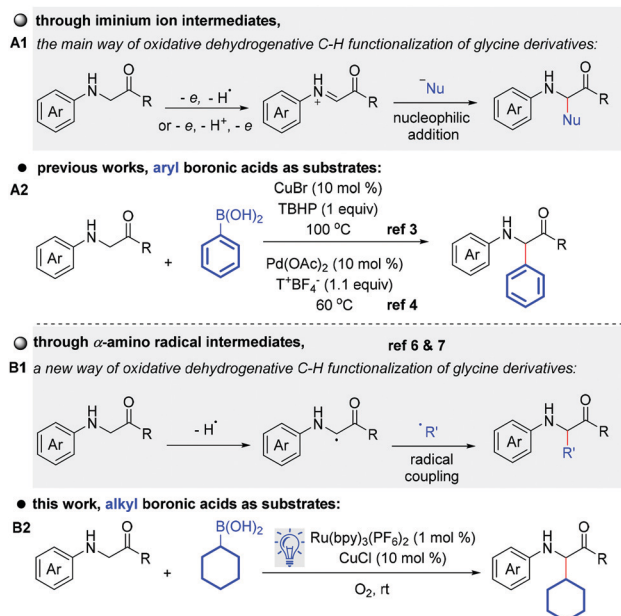 through iminium ion intermediates,
A1 the main way of oxidative dehydrogenative C-H functionalization of glycine derivatives:
Ar H N O R
- e, - H•
or - e, -H⁺, - e
Ar H N + O R
⁻Nu
nucleophilic
addition
Ar H N O R Nu
● previous works, aryl boronic acids as substrates:
A2
Ar H N O R
+
B(OH)₂
CuBr (10 mol %)
TBHP (1 equiv)
100 °C ref 3
Pd(OAc)₂ (10 mol %)
T⁺BF₄⁻ (1.1 equiv)
60 °C ref 4
Ar H N O R
through α-amino radical intermediates, ref 6 & 7
B1 a new way of oxidative dehydrogenative C-H functionalization of glycine derivatives:
Ar H N O R
- H•
Ar H N • O R
•R'
radical
coupling
Ar H N O R R'
● this work, alkyl boronic acids as substrates:
B2
Ar H N O R
+
B(OH)₂
Ru(bpy)₃(PF₆)₂ (1 mol %)
CuCl (10 mol %)
O₂, rt
Ar H N O R